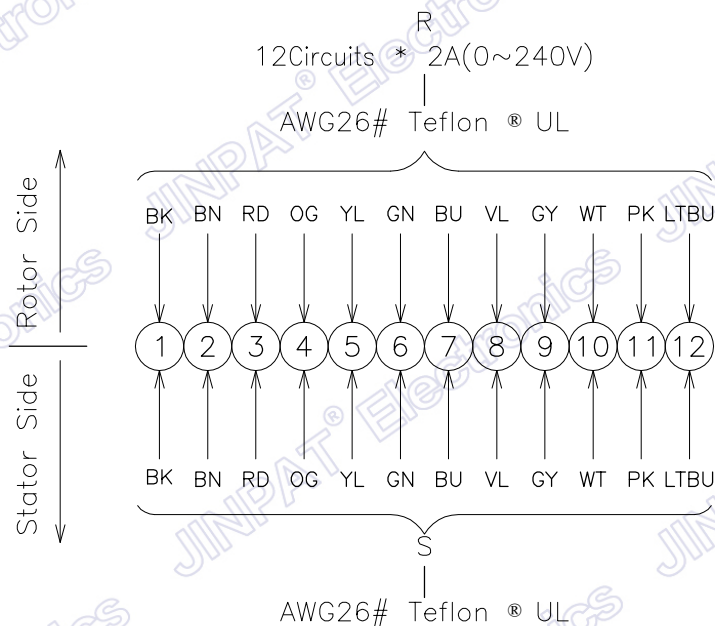 R
12Circuits * 2A(0~240V)
AWG26# Teflon ® UL
BK BN RD OG YL GN BU VL GY WT PK LTBU
Rotor Side
1 2 3 4 5 6 7 8 9 10 11 12
Stator Side
BK BN RD OG YL GN BU VL GY WT PK LTBU
S
AWG26# Teflon ® UL
JINPAT® Electronics